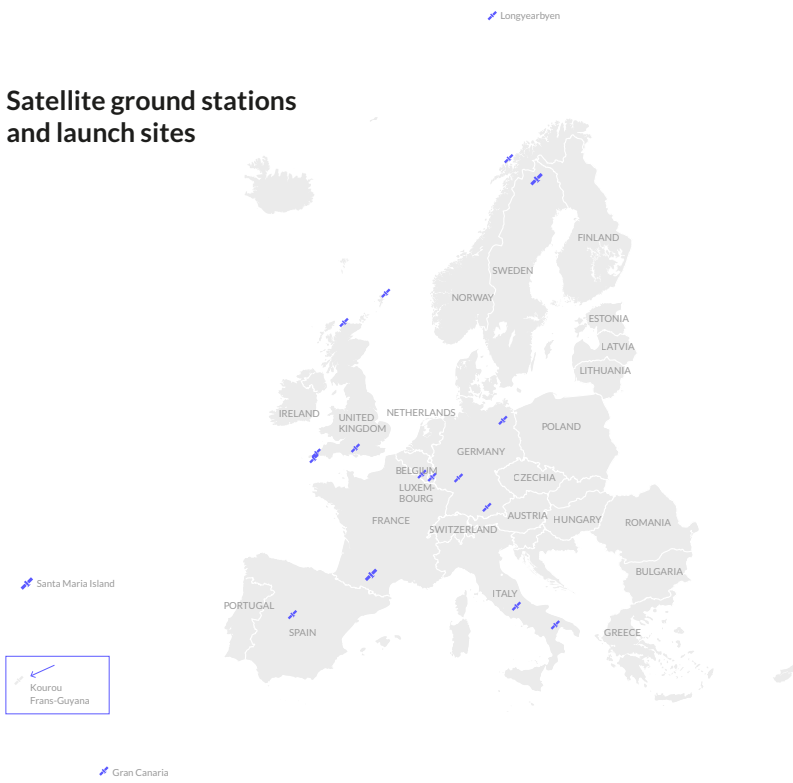 Longyearbyen
Satellite ground stations
and launch sites
FINLAND
SWEDEN
NORWAY
ESTONIA
LATVIA
LITHUANIA
IRELAND
UNITED
KINGDOM
NETHERLANDS
POLAND
GERMANY
BELGIUM
CZECHIA
LUXEM-
BOURG
FRANCE
AUSTRIA
HUNGARY
ROMANIA
SWITZERLAND
BULGARIA
Santa Maria Island
ITALY
PORTUGAL
SPAIN
GREECE
Kourou
Frans-Guyana
Gran Canaria